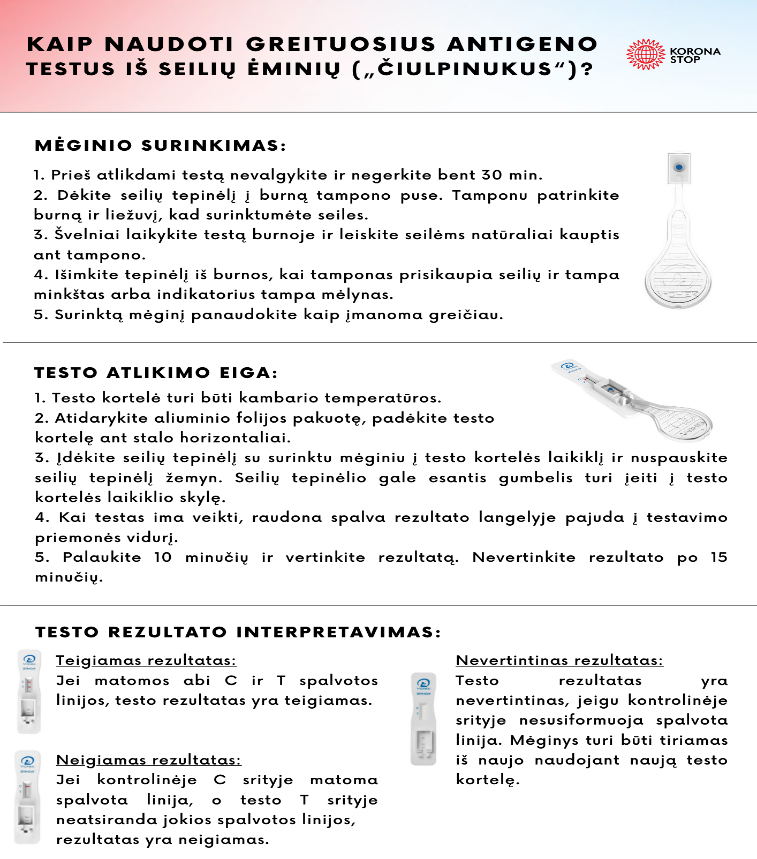 KAIP NAUDOTI GREITUOSIUS ANTIGENO
TESTUS IŠ SEILIŲ ĖMINIŲ („ČIULPINUKUS“)?
KORONA
STOP
MĖGINIO SURINKIMAS:
1. Prieš atlikdami testą nevalgykite ir negerkite bent 30 min.
2. Dėkite seilių tepinėlį į burną tampono puse. Tamponu patrinkite
burną ir liežuvį, kad surinktumėte seiles.
3. Švelniai laikykite testą burnoje ir leiskite seilėms natūraliai kauptis
ant tampono.
4. Išimkite tepinėlį iš burnos, kai tamponas prisikaupia seilių ir tampa
minkštas arba indikatorius tampa mėlynas.
5. Surinktą mėginį panaudokite kaip įmanoma greičiau.
TESTO ATLIKIMO EIGA:
1. Testo kortelė turi būti kambario temperatūros.
2. Atidarykite aliuminio folijos pakuotę, padėkite testo
kortelę ant stalo horizontaliai.
3. Įdėkite seilių tepinėlį su surinktu mėginiu į testo kortelės laikiklį ir nuspauskite
seilių tepinėlį žemyn. Seilių tepinėlio gale esantis gumbelis turi įeiti į testo
kortelės laikiklio skylę.
4. Kai testas ima veikti, raudona spalva rezultato langelyje pajuda į testavimo
priemonės vidurį.
5. Palaukite 10 minučių ir vertinkite rezultatą. Nevertinkite rezultato po 15
minučių.
TESTO REZULTATO INTERPRETAVIMAS:
Teigiamas rezultatas:
Jei matomos abi C ir T spalvotos
linijos, testo rezultatas yra teigiamas.
Neigiamas rezultatas:
Jei kontrolinėje C srityje matoma
spalvota linija, o testo T srityje
neatsiranda jokios spalvotos linijos,
rezultatas yra neigiamas.
Nevertintinas rezultatas:
Testo rezultatas yra
nevertintinas, jeigu kontrolinėje
srityje nesusiformuoja spalvota
linija. Mėginys turi būti tiriamas
iš naujo naudojant naują testo
kortelę.